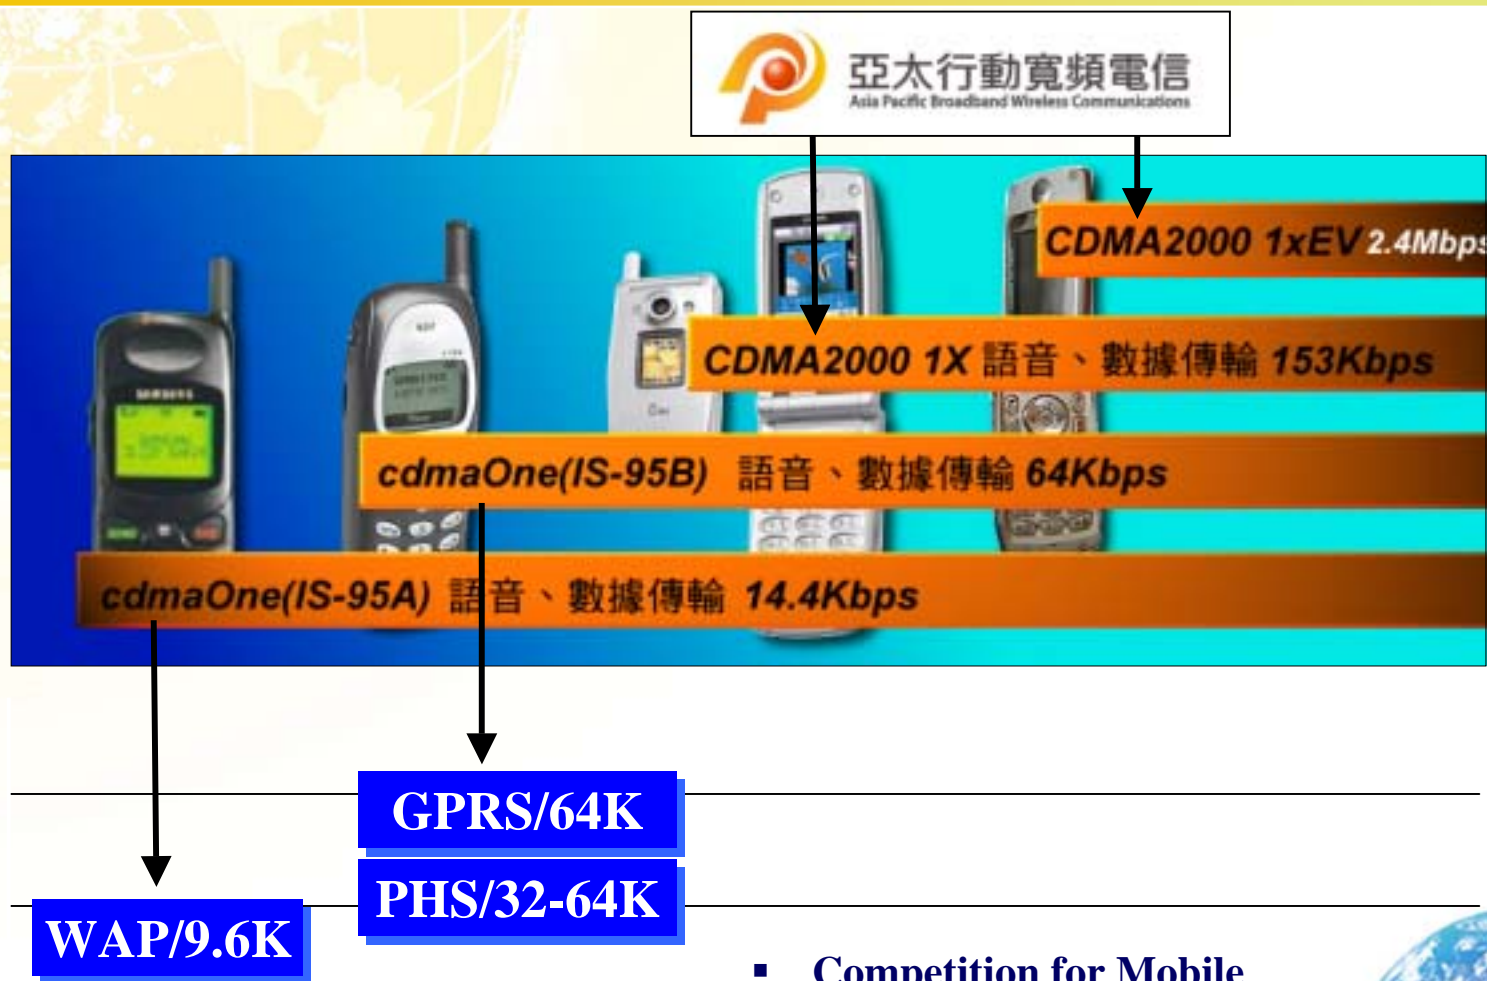 亞太行動寬頻電信
Asia Pacific Broadband Wireless Communications
CDMA2000 1xEV 2.4Mbps
CDMA2000 1X 語音、數據傳輸 153Kbps
cdmaOne(IS-95B) 語音、數據傳輸 64Kbps
cdmaOne(IS-95A) 語音、數據傳輸 14.4Kbps
SAMSUNG
GPRS/64K
PHS/32-64K
WAP/9.6K
▪ Competition for Mobile